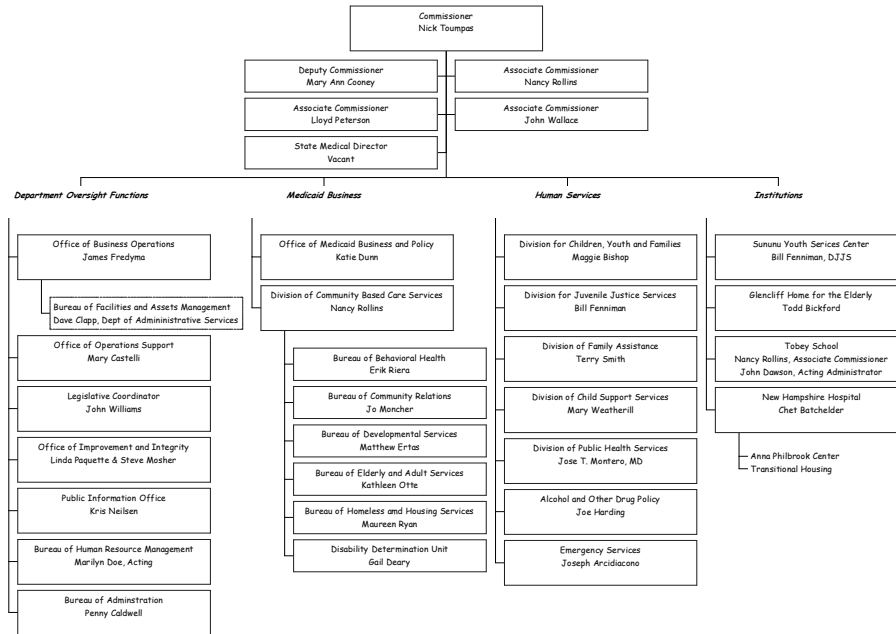 Commissioner
Nick Toumpas
Deputy Commissioner
Mary Ann Cooney
Associate Commissioner
Nancy Rollins
Associate Commissioner
Lloyd Peterson
Associate Commissioner
John Wallace
State Medical Director
Vacant
Department Oversight Functions
Office of Business Operations
James Fredyma
Bureau of Facilities and Assets Management
Dave Clapp, Dept of Admininistrative Services
Office of Operations Support
Mary Castelli
Legislative Coordinator
John Williams
Office of Improvement and Integrity
Linda Paquette & Steve Mosher
Public Information Office
Kris Neilsen
Bureau of Human Resource Management
Marilyn Doe, Acting
Bureau of Adminstration
Penny Caldwell
Medicaid Business
Office of Medicaid Business and Policy
Katie Dunn
Division of Community Based Care Services
Nancy Rollins
Bureau of Behavioral Health
Erik Riera
Bureau of Community Relations
Jo Moncher
Bureau of Developmental Services
Matthew Ertas
Bureau of Elderly and Adult Services
Kathleen Otte
Bureau of Homeless amd Housing Services
Maureen Ryan
Disability Determination Unit
Gail Deary
Human Services
Division for Children, Youth and Families
Maggie Bishop
Division for Juvenile Justice Services
Bill Fenniman
Division of Family Assistance
Terry Smith
Division of Child Support Services
Mary Weatherill
Division of Public Health Services
Jose T. Montero, MD
Alcohol and Other Drug Policy
Joe Harding
Emergency Services
Joseph Arcidiacono
Institutions
Sununu Youth Serices Center
Bill Fenniman, DJJS
Glencliff Home for the Elderly
Todd Bickford
Tobey School
Nancy Rollins, Associate Commissioner
John Dawson, Acting Administrator
New Hampshire Hospital
Chet Batchelder
Anna Philbrook Center
Transitional Housing